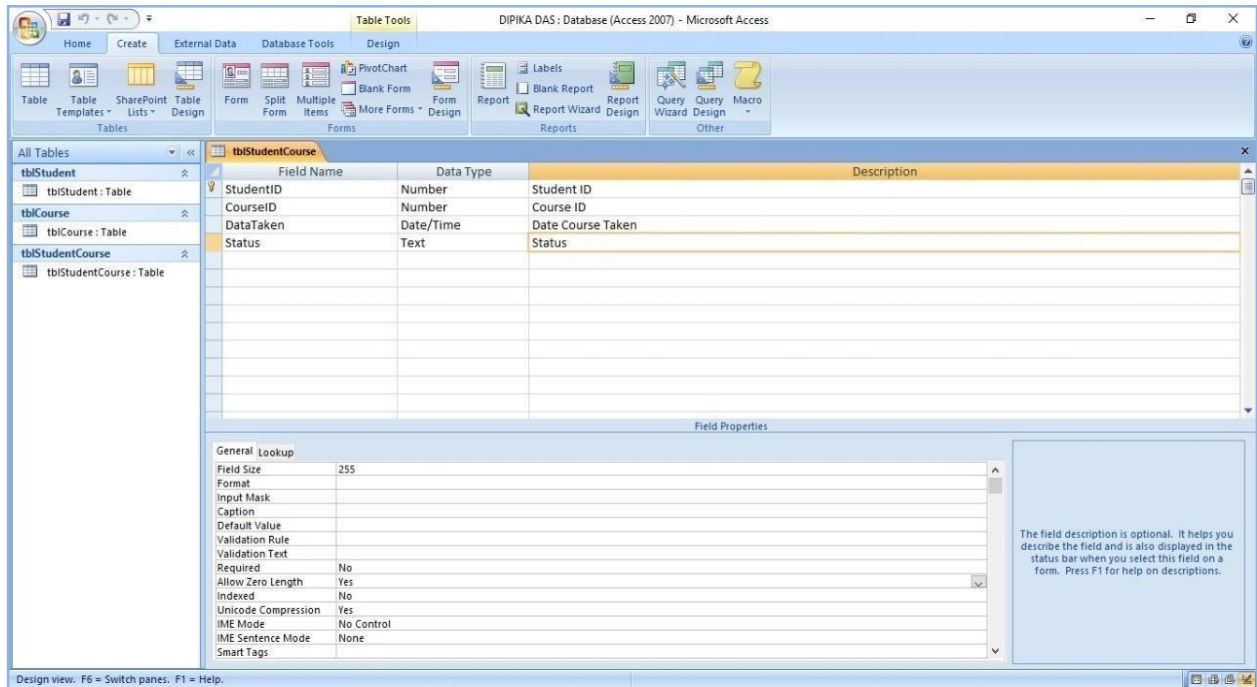 Table Tools
DIPIKA DAS : Database (Access 2007) - Microsoft Access
Home Create External Data Database Tools Design
Table
Table Templates
SharePoint Lists
Table Design
Tables
Form
Split Form
Multiple Items
PivotChart
Blank Form
More Forms
Form Design
Forms
Report
Labels
Blank Report
Report Wizard
Report Design
Reports
Query Wizard
Query Design
Macro
Other
All Tables
tblStudent
tblStudent : Table
tblCourse
tblCourse : Table
tblStudentCourse
tblStudentCourse : Table
tblStudentCourse
Field Name Data Type Description
StudentID Number Student ID
CourseID Number Course ID
DataTaken Date/Time Date Course Taken
Status Text Status
Field Properties
General Lookup
Field Size 255
Format
Input Mask
Caption
Default Value
Validation Rule
Validation Text
Required No
Allow Zero Length Yes
Indexed No
Unicode Compression Yes
IME Mode No Control
IME Sentence Mode None
Smart Tags
The field description is optional. It helps you
describe the field and is also displayed in the
status bar when you select this field on a
form. Press F1 for help on descriptions.
Design view. F6 = Switch panes. F1 = Help.